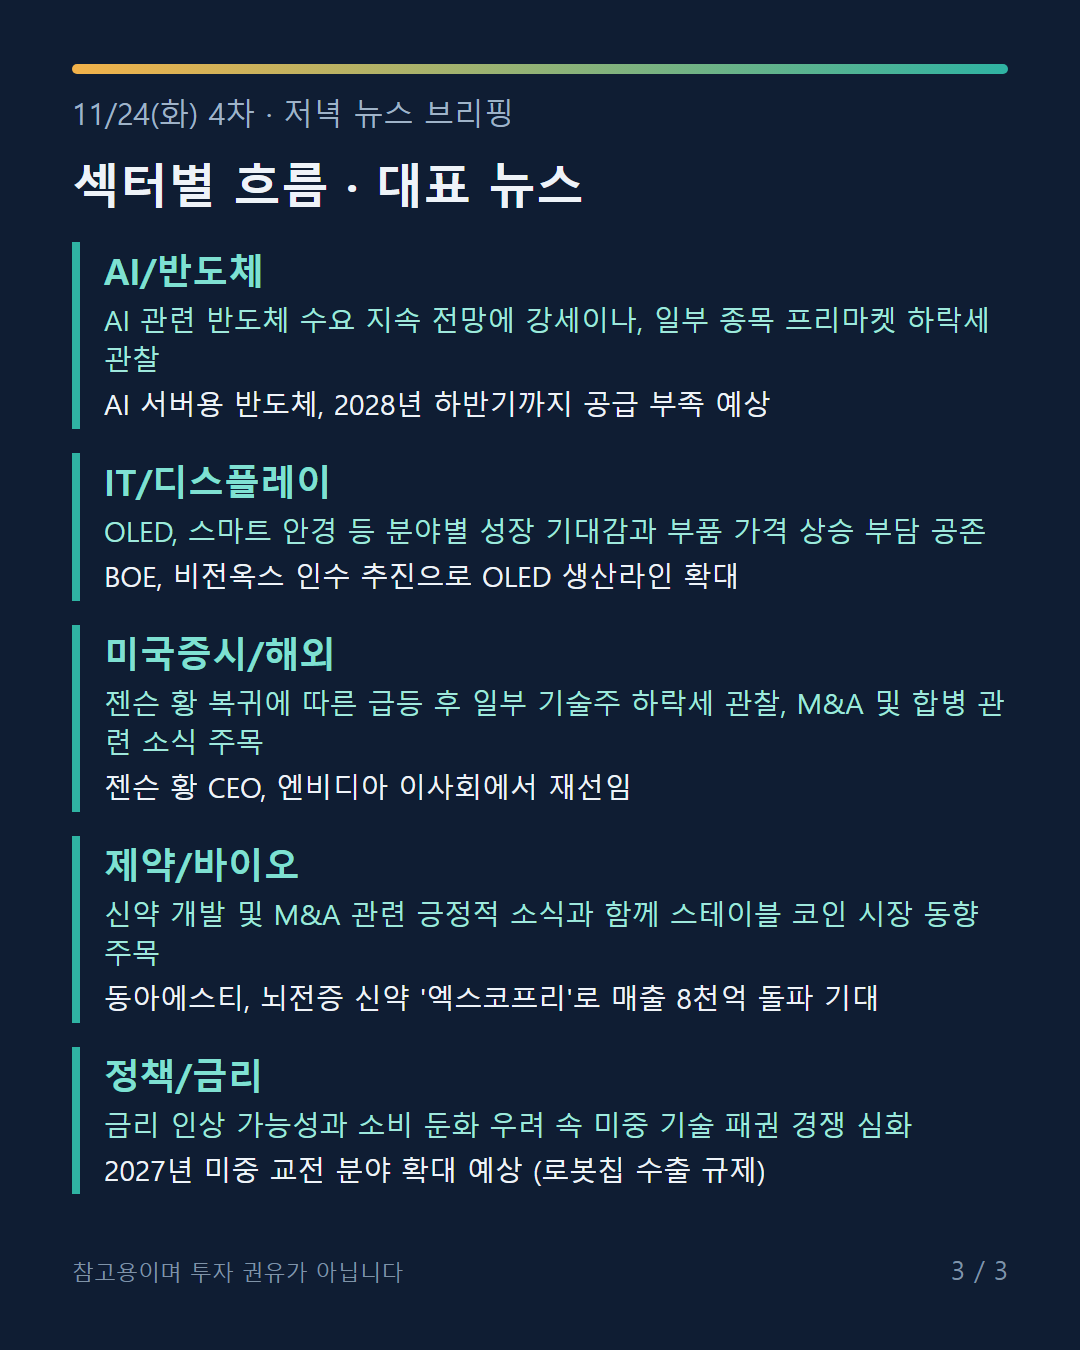 11/24(화) 4차 · 저녁 뉴스 브리핑
섹터별 흐름 · 대표 뉴스
AI/반도체
AI 관련 반도체 수요 지속 전망에 강세이나, 일부 종목 프리마켓 하락세
관찰
AI 서버용 반도체, 2028년 하반기까지 공급 부족 예상
IT/디스플레이
OLED, 스마트 안경 등 분야별 성장 기대감과 부품 가격 상승 부담 공존
BOE, 비전옥스 인수 추진으로 OLED 생산라인 확대
미국증시/해외
젠슨 황 복귀에 따른 급등 후 일부 기술주 하락세 관찰, M&A 및 합병 관
련 소식 주목
젠슨 황 CEO, 엔비디아 이사회에서 재선임
제약/바이오
신약 개발 및 M&A 관련 긍정적 소식과 함께 스테이블 코인 시장 동향
주목
동아에스티, 뇌전증 신약 '엑스코프리'로 매출 8천억 돌파 기대
정책/금리
금리 인상 가능성과 소비 둔화 우려 속 미중 기술 패권 경쟁 심화
2027년 미중 교전 분야 확대 예상 (로봇칩 수출 규제)
참고용이며 투자 권유가 아닙니다
3 / 3